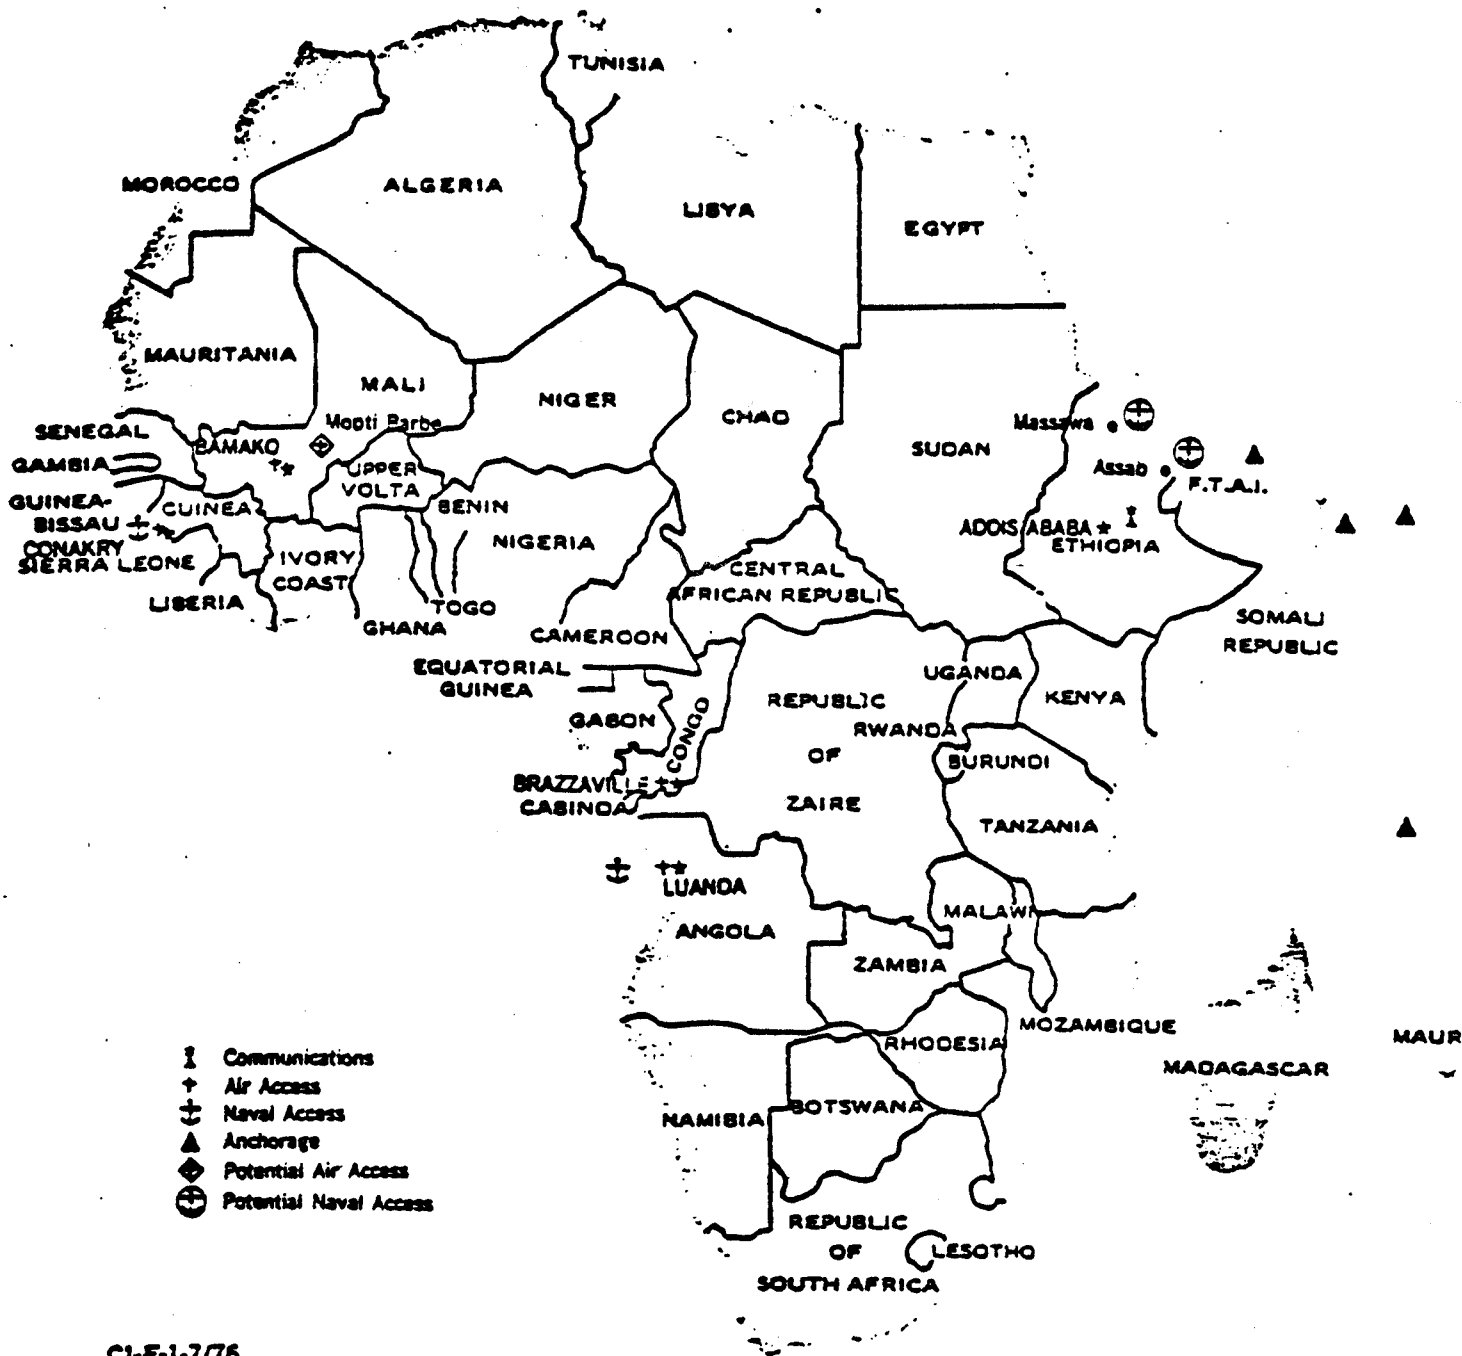 TUNISIA
MOROCCO
ALGERIA
LIBYA
EGYPT
MAURITANIA
MALI
NIGER
CHAD
SUDAN
Mopti Barbe
Massawa
SENEGAL
BAMAKO
GAMBIA
UPPER
VOLTA
Assab
F.T.A.I.
GUINEA-
BISSAU
GUINEA
BENIN
NIGERIA
ADDIS ABABA
ETHIOPIA
CONAKRY
SIERRA LEONE
IVORY
COAST
CENTRAL
AFRICAN REPUBLIC
LIBERIA
TOGO
GHANA
CAMEROON
SOMALI
REPUBLIC
EQUATORIAL
GUINEA
UGANDA
KENYA
GABON
CONGO
REPUBLIC
OF
ZAIRE
RWANDA
BURUNDI
BRAZZAVILLE
CABINDA
TANZANIA
LUANDA
ANGOLA
MALAWI
ZAMBIA
MOZAMBIQUE
RHODESIA
MADAGASCAR
MAUR
NAMIBIA
BOTSWANA
Communications
Air Access
Naval Access
Anchorage
Potential Air Access
Potential Naval Access
REPUBLIC
OF
SOUTH AFRICA
LESOTHO